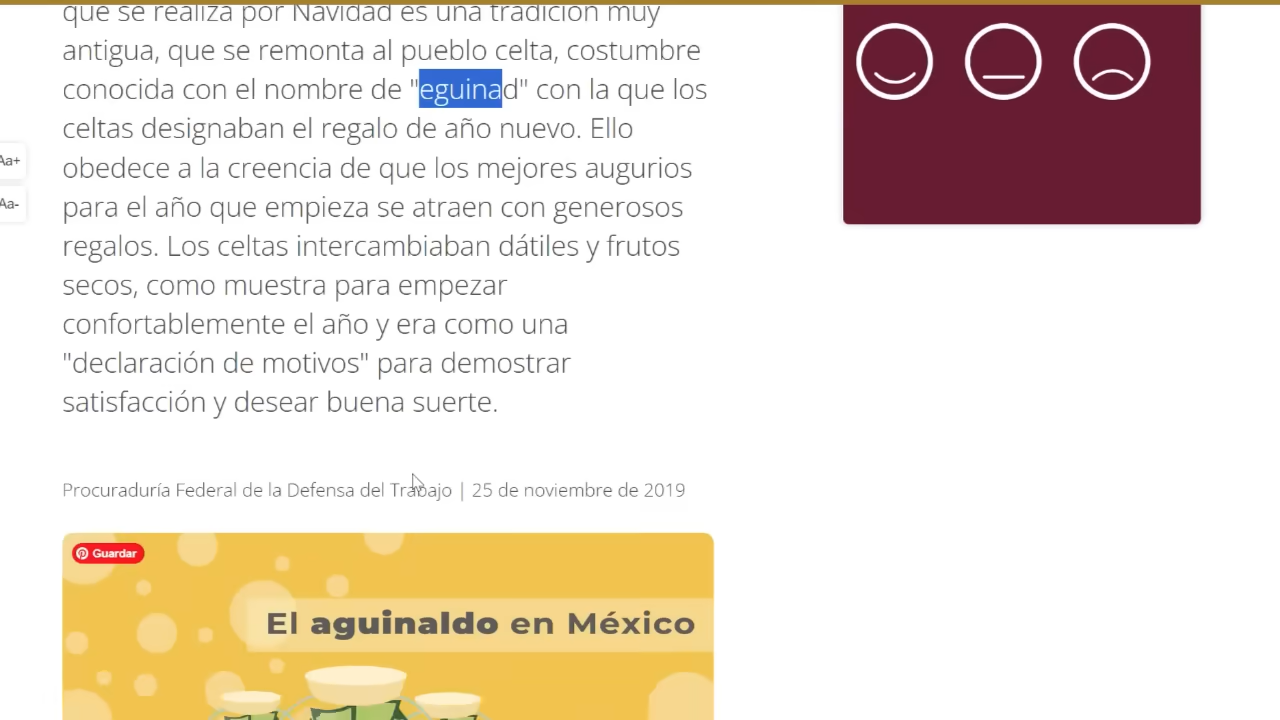 que se realiza por Navidad es una tradición muy
antigua, que se remonta al pueblo celta, costumbre
conocida con el nombre de "eguinad" con la que los
celtas designaban el regalo de año nuevo. Ello
obedece a la creencia de que los mejores augurios
para el año que empieza se atraen con generosos
regalos. Los celtas intercambiaban dátiles y frutos
secos, como muestra para empezar
confortablemente el año y era como una
"declaración de motivos" para demostrar
satisfacción y desear buena suerte.
Aa+
Aa-
Procuraduría Federal de la Defensa del Trabajo | 25 de noviembre de 2019
Guardar
El aguinaldo en México